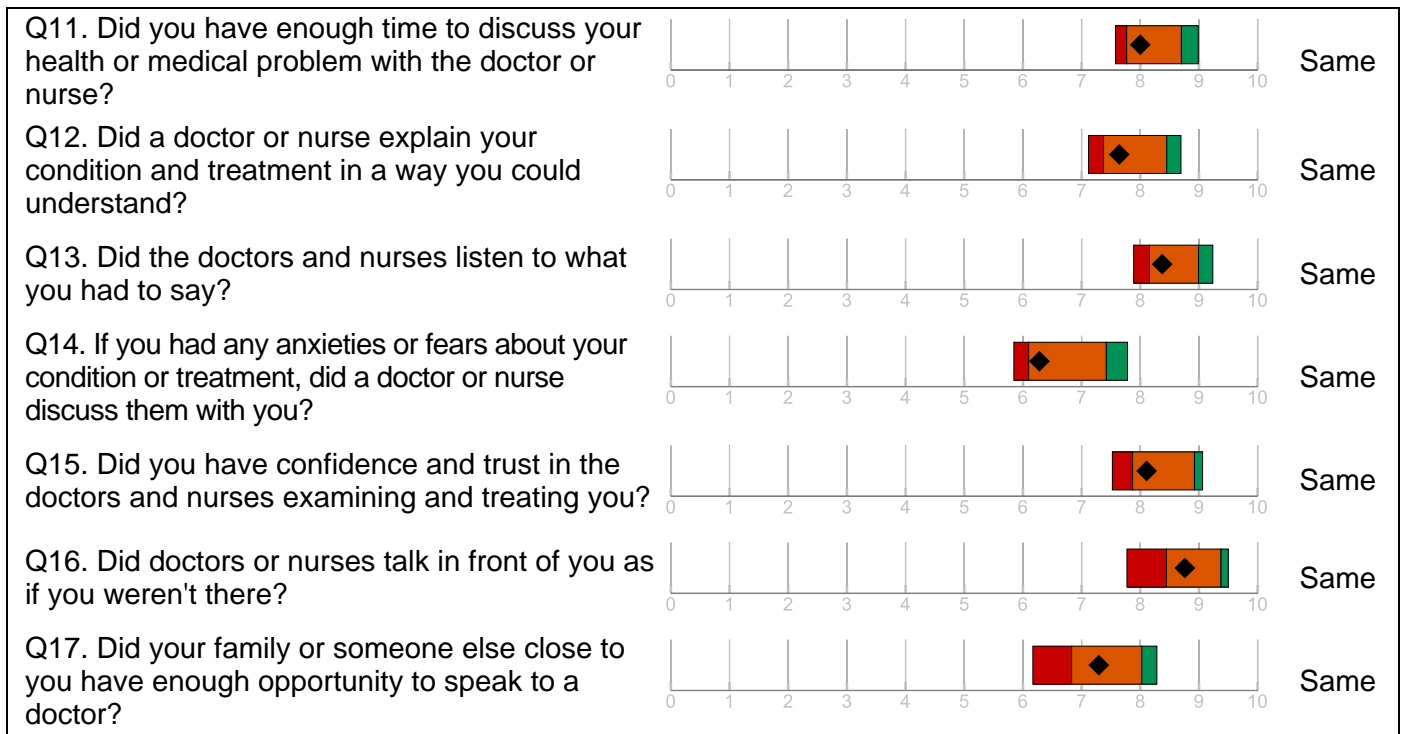 Q11. Did you have enough time to discuss your
health or medical problem with the doctor or
nurse?
0 1 2 3 4 5 6 7 8 9 10
Same
Q12. Did a doctor or nurse explain your
condition and treatment in a way you could
understand?
0 1 2 3 4 5 6 7 8 9 10
Same
Q13. Did the doctors and nurses listen to what
you had to say?
0 1 2 3 4 5 6 7 8 9 10
Same
Q14. If you had any anxieties or fears about your
condition or treatment, did a doctor or nurse
discuss them with you?
0 1 2 3 4 5 6 7 8 9 10
Same
Q15. Did you have confidence and trust in the
doctors and nurses examining and treating you?
0 1 2 3 4 5 6 7 8 9 10
Same
Q16. Did doctors or nurses talk in front of you as
if you weren't there?
0 1 2 3 4 5 6 7 8 9 10
Same
Q17. Did your family or someone else close to
you have enough opportunity to speak to a
doctor?
0 1 2 3 4 5 6 7 8 9 10
Same